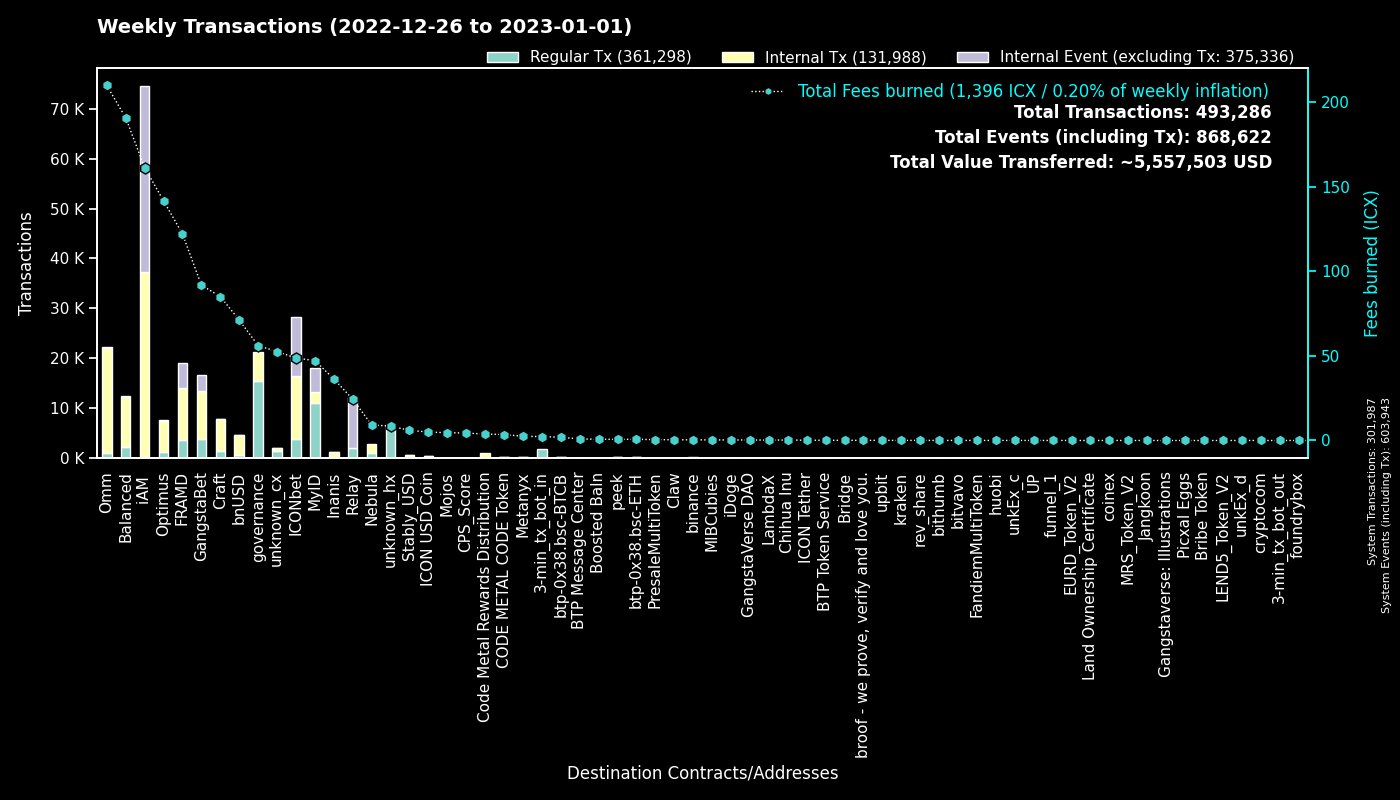 Weekly Transactions (2022-12-26 to 2023-01-01)
Regular Tx (361,298)
Internal Tx (131,988)
Internal Event (excluding Tx: 375,336)
Total Fees burned (1,396 ICX / 0.20% of weekly inflation)
Total Transactions: 493,286
Total Events (including Tx): 868,622
Total Value Transferred: ~5,557,503 USD
Transactions
70 K
60 K
50 K
40 K
30 K
20 K
10 K
0 K
200
150
100
50
0
Fees burned (ICX)
System Transactions: 301,987
System Events (including Tx): 603,943
Omm
Balanced
iAM
Optimus
FRAMD
GangstaBet
Craft
bnUSD
governance
unknown_cx
ICONbet
MyID
Inanis
Relay
Nebula
unknown_hx
Stably_USD
ICON USD Coin
Mojos
CPS_Score
Code Metal Rewards Distribution
CODE METAL CODE Token
Metanyx
3-min_tx_bot_in
btp-0x38.bsc-BTCB
BTP Message Center
Boosted Baln
peek
btp-0x38.bsc-ETH
PresaleMultiToken
Claw
binance
MIBCubies
iDoge
GangstaVerse DAO
LambdaX
Chihua Inu
ICON Tether
BTP Token Service
Bridge
broof - we prove, verify and love you.
upbit
kraken
rev_share
bithumb
bitvavo
FandiemMultiToken
huobi
unkEx_c
UP
funnel_1
EURD_Token_V2
Land Ownership Certificate
coinex
MRS_Token_V2
Jangkoon
Gangstaverse: Illustrations
Picxal Eggs
Bribe Token
LEND5_Token_V2
unkEx_d
cryptocom
3-min_tx_bot_out
foundrybox
Destination Contracts/Addresses